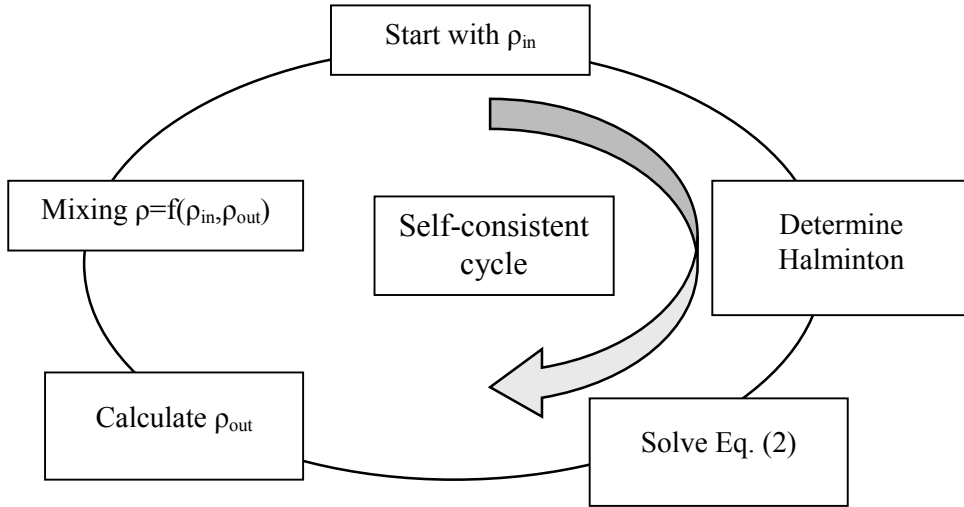 Start with ρin
Mixing ρ=f(ρin,ρout)
Self-consistent
cycle
Determine
Halminton
Calculate ρout
Solve Eq. (2)